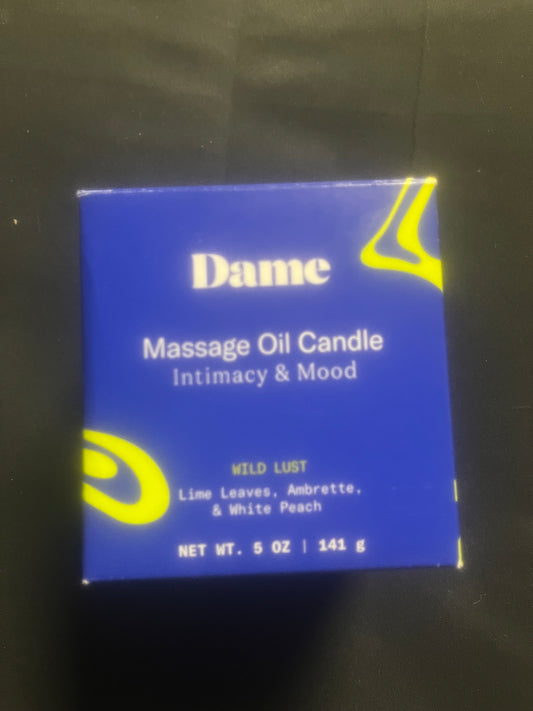 Dame
Massage Oil Candle
Intimacy & Mood
WILD LUST
Lime Leaves, Ambrette,
& White Peach
NET WT. 5 OZ | 141 g